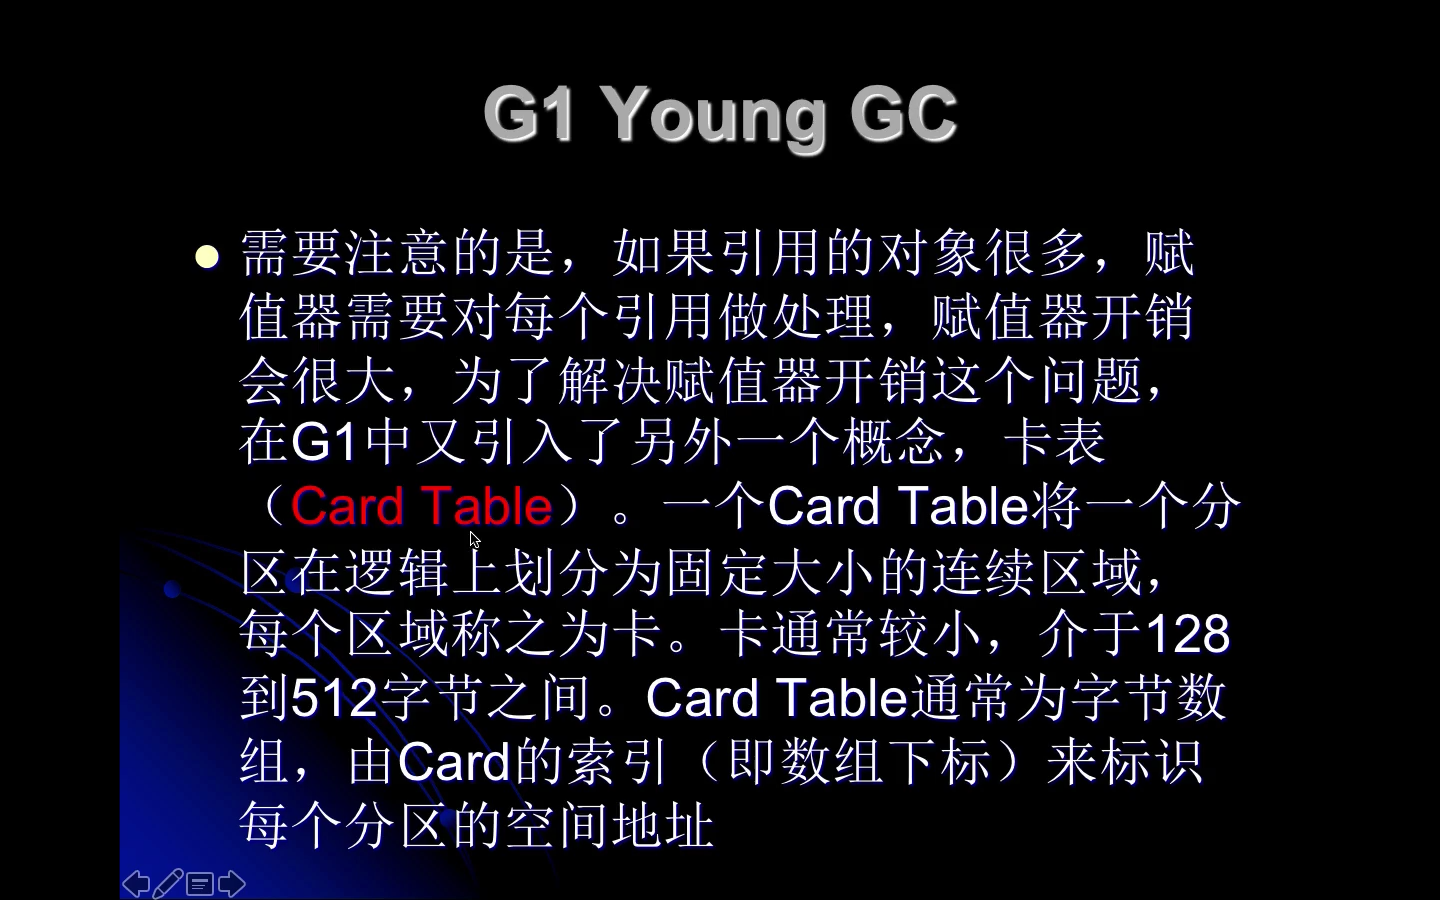 G1 Young GC
需要注意的是，如果引用的对象很多，赋
值器需要对每个引用做处理，赋值器开销
会很大，为了解决赋值器开销这个问题，
在G1中又引入了另外一个概念，卡表
（Card Table）。一个Card Table将一个分
区在逻辑上划分为固定大小的连续区域，
每个区域称之为卡。卡通常较小，介于128
到512字节之间。Card Table通常为字节数
组，由Card的索引（即数组下标）来标识
每个分区的空间地址